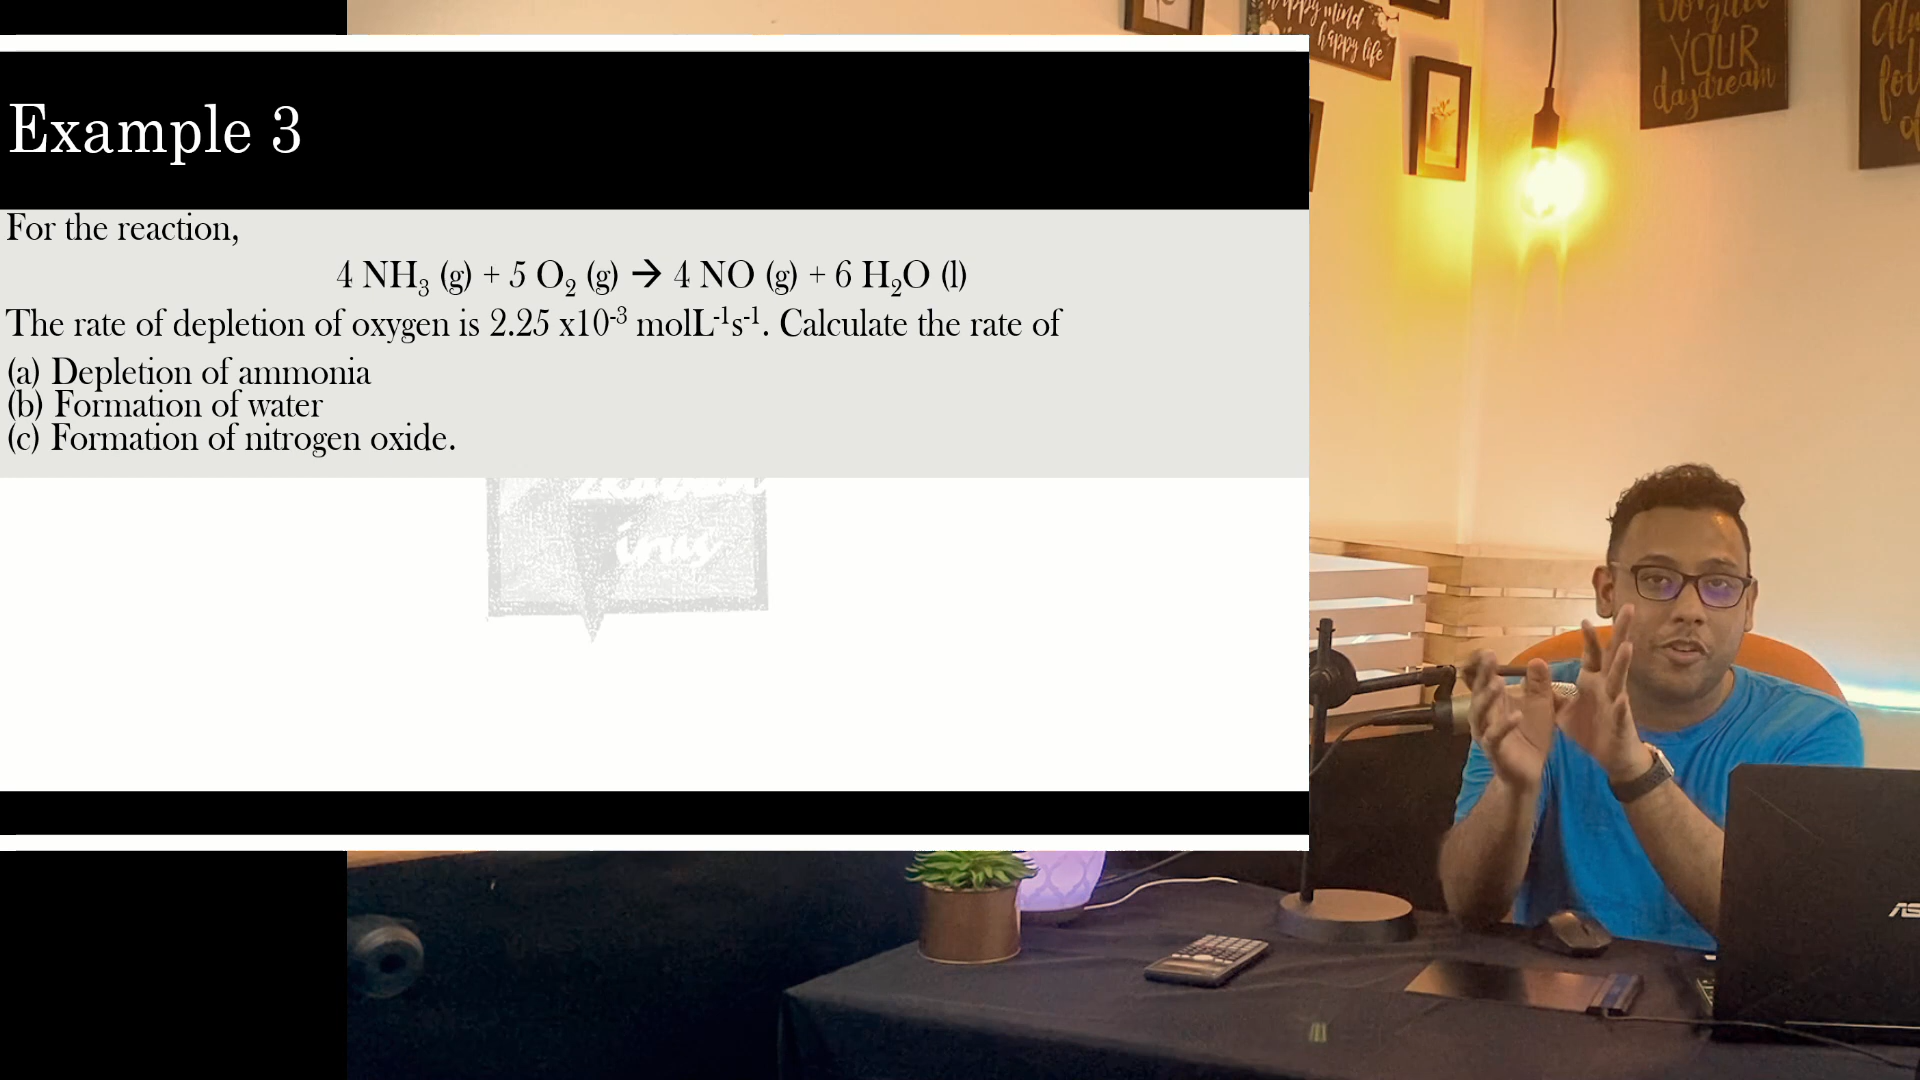 happy mind
happy life
YOUR
daydream
Example 3
For the reaction,
4 NH₃ (g) + 5 O₂ (g) → 4 NO (g) + 6 H₂O (l)
The rate of depletion of oxygen is 2.25 x10⁻³ molL⁻¹s⁻¹. Calculate the rate of
(a) Depletion of ammonia
(b) Formation of water
(c) Formation of nitrogen oxide.